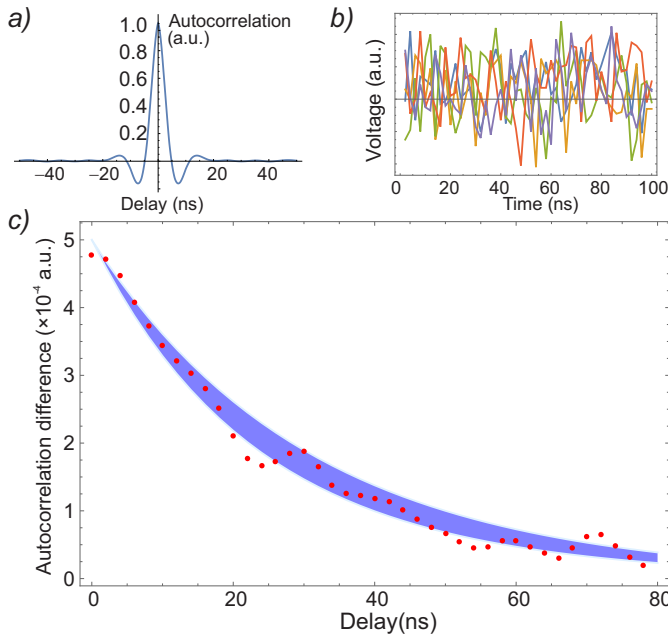 a)
Autocorrelation
(a.u.)
1.0
0.8
0.6
0.4
0.2
−40 −20 20 40
Delay (ns)
b)
Voltage (a.u.)
0 20 40 60 80 100
Time (ns)
c)
Autocorrelation difference (×10⁻⁴ a.u.)
5
4
3
2
1
0
0 20 40 60 80
Delay(ns)